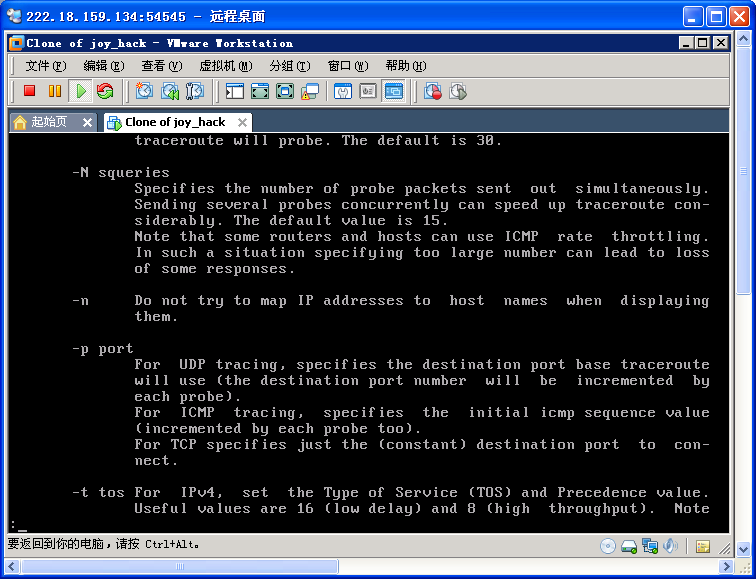 222.18.159.134:54545 - 远程桌面
Clone of joy_hack - VMware Workstation
文件(F) 编辑(E) 查看(V) 虚拟机(M) 分组(T) 窗口(W) 帮助(H)
起始页 Clone of joy_hack
traceroute will probe. The default is 30.
-N squeries
Specifies the number of probe packets sent out simultaneously.
Sending several probes concurrently can speed up traceroute con-
siderably. The default value is 15.
Note that some routers and hosts can use ICMP rate throttling.
In such a situation specifying too large number can lead to loss
of some responses.
-n Do not try to map IP addresses to host names when displaying
them.
-p port
For UDP tracing, specifies the destination port base traceroute
will use (the destination port number will be incremented by
each probe).
For ICMP tracing, specifies the initial icmp sequence value
(incremented by each probe too).
For TCP specifies just the (constant) destination port to con-
nect.
-t tos For IPv4, set the Type of Service (TOS) and Precedence value.
Useful values are 16 (low delay) and 8 (high throughput). Note
:_
要返回到你的电脑，请按 Ctrl+Alt。